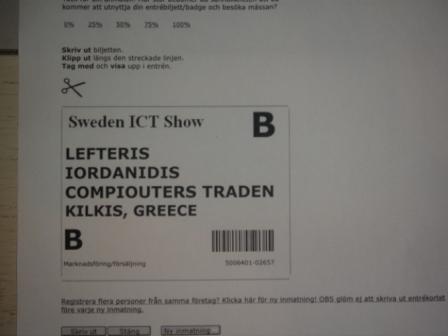 kommer att utnyttja din entrébiljett/badge och besöka mässan?
0% 25% 50% 75% 100%
Skriv ut biljetten.
Klipp ut längs den streckade linjen.
Tag med och visa upp i entrén.
Sweden ICT Show B
LEFTERIS
IORDANIDIS
COMPIOUTERS TRADEN
KILKIS, GREECE
B
Marknadsföring/försäljning 5006401-02657
Registrera flera personer från samma företag? Klicka här för ny inmatning! OBS glöm ej att skriva ut entrékortet
före varje ny inmatning.
Skriv ut Stäng Ny inmatning